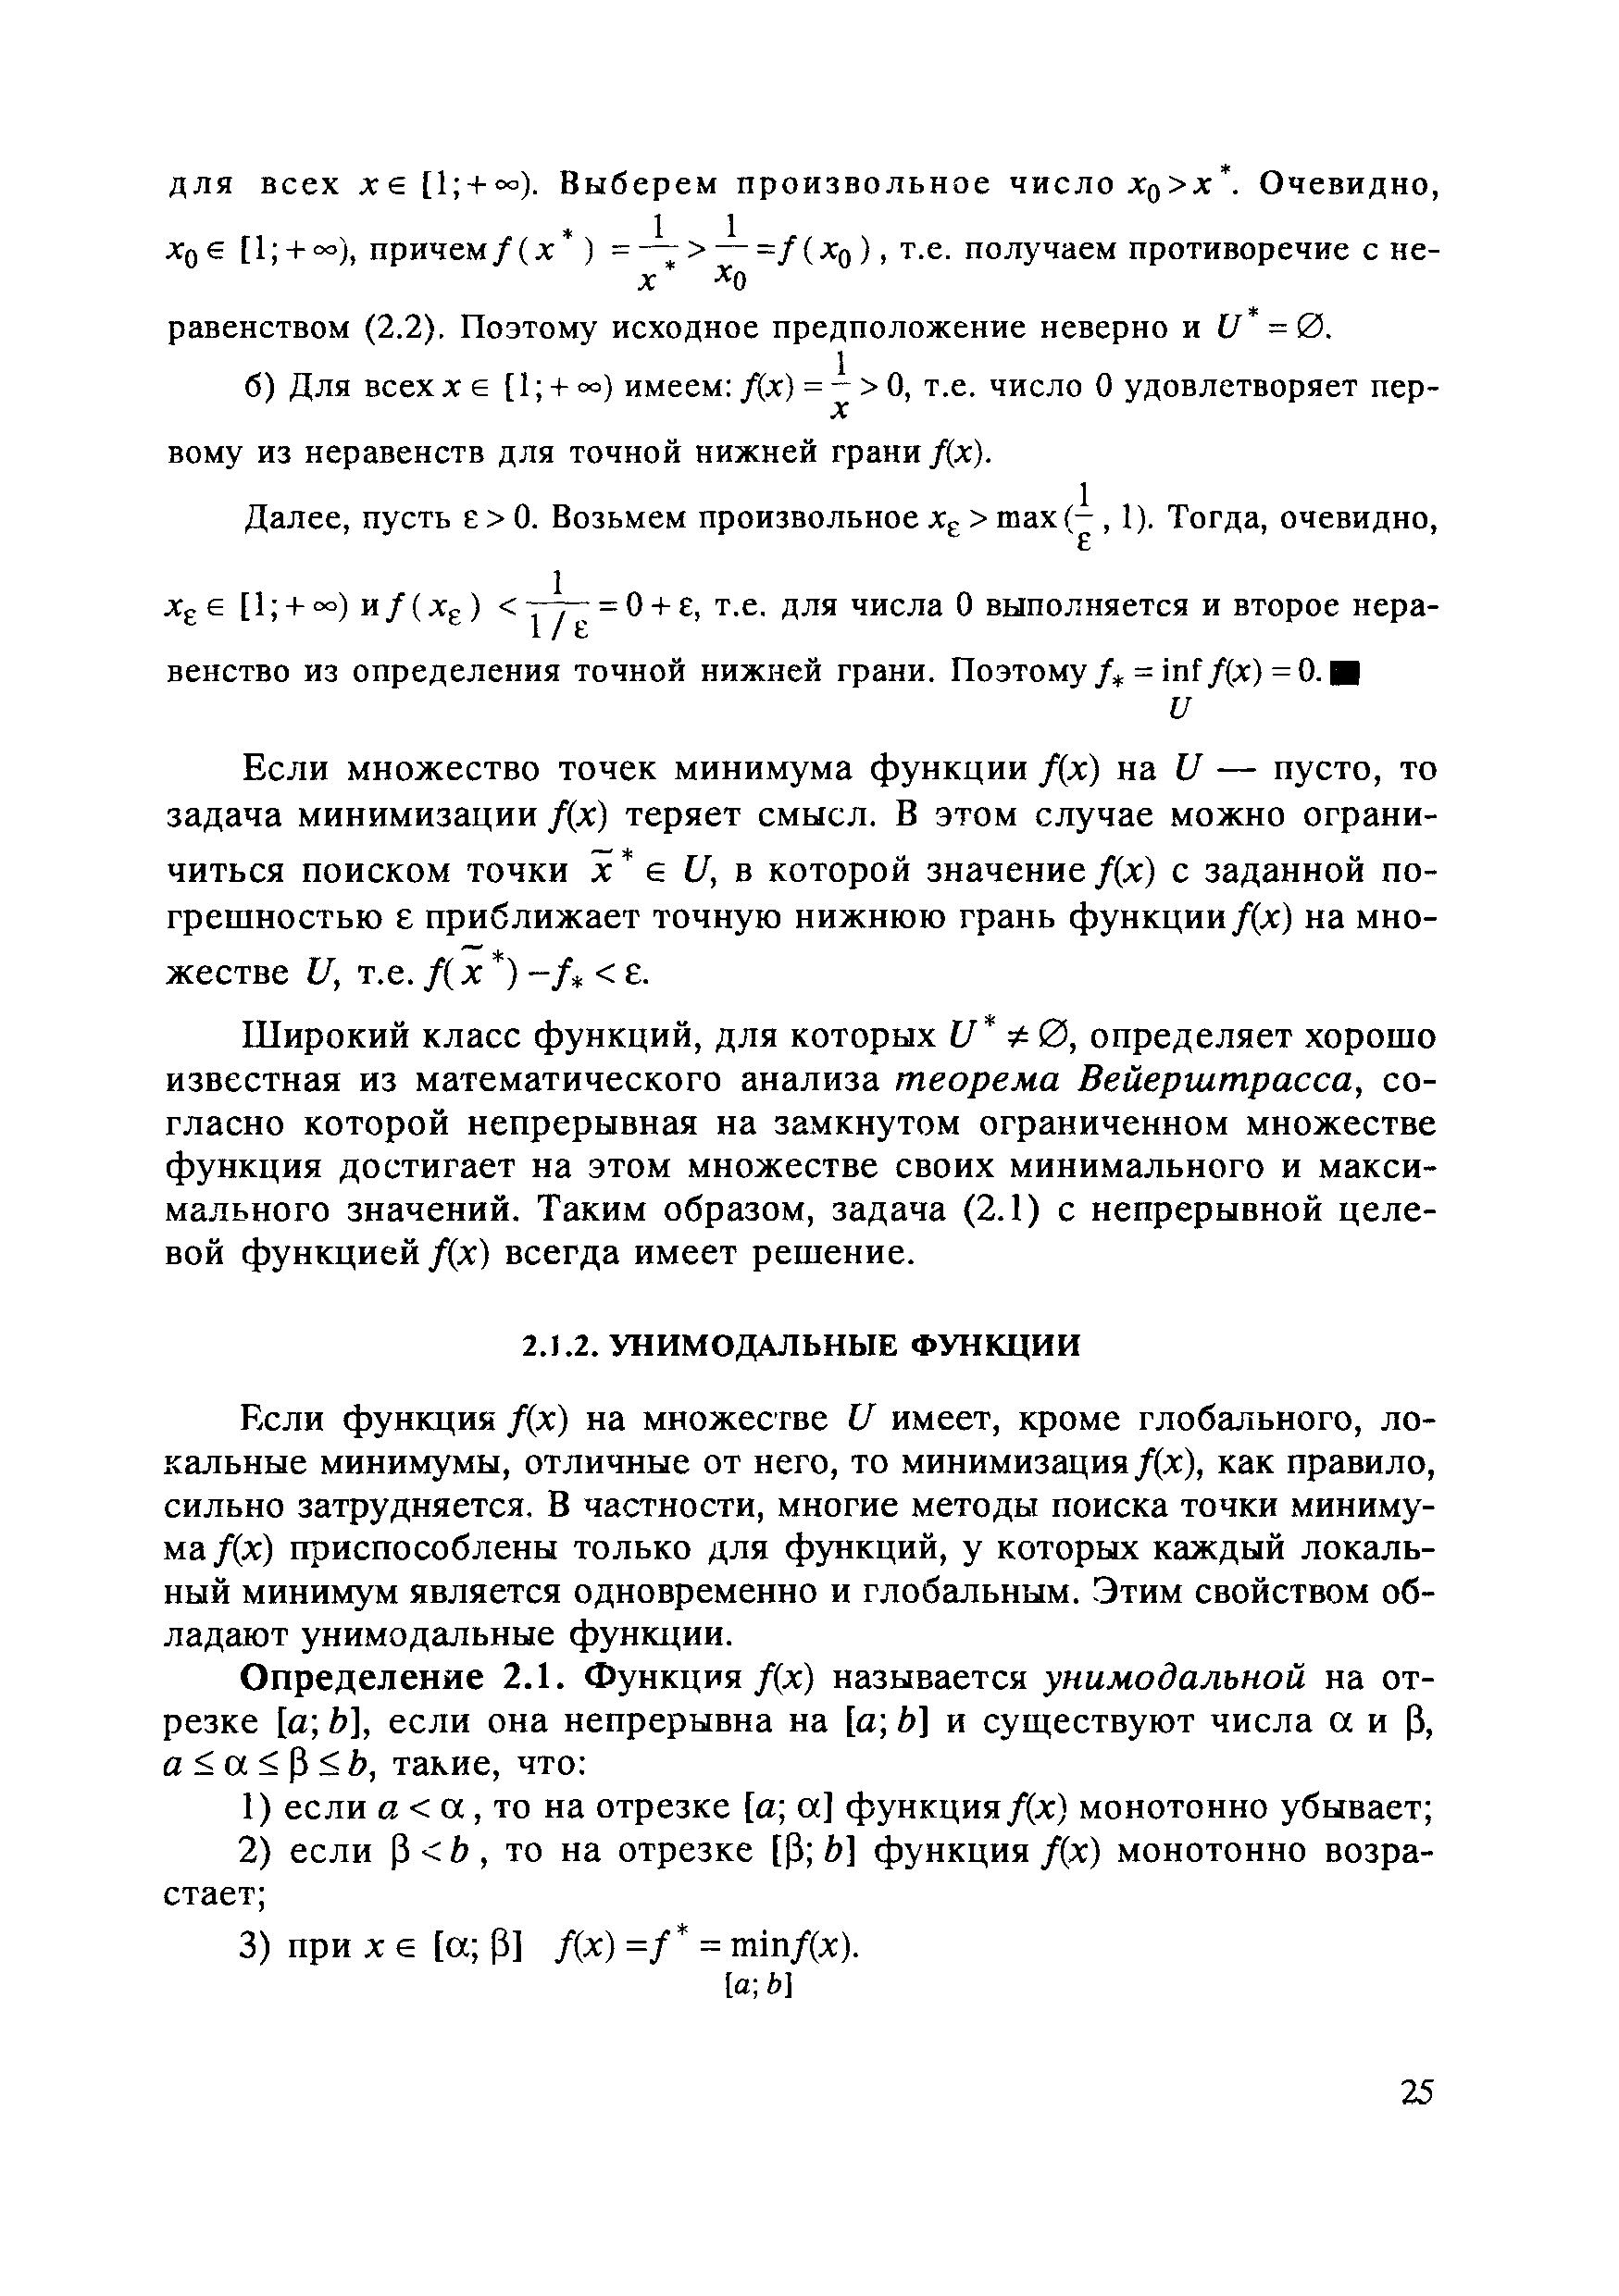 для всех x ∈ [1; + ∞). Выберем произвольное число x₀ > x*. Очевидно,
x₀ ∈ [1; + ∞), причем f(x*) = 1/x* > 1/x₀ = f(x₀), т.е. получаем противоречие с не-
равенством (2.2). Поэтому исходное предположение неверно и U* = ∅.
б) Для всех x ∈ [1; + ∞) имеем: f(x) = 1/x > 0, т.е. число 0 удовлетворяет пер-
вому из неравенств для точной нижней грани f(x).
Далее, пусть ε > 0. Возьмем произвольное x_ε > max(1/ε, 1). Тогда, очевидно,
x_ε ∈ [1; + ∞) и f(x_ε) < 1/(1/ε) = 0 + ε, т.е. для числа 0 выполняется и второе нера-
венство из определения точной нижней грани. Поэтому f* = inf f(x) = 0. ■
U
Если множество точек минимума функции f(x) на U — пусто, то
задача минимизации f(x) теряет смысл. В этом случае можно ограни-
читься поиском точки x̃* ∈ U, в которой значение f(x) с заданной по-
грешностью ε приближает точную нижнюю грань функции f(x) на мно-
жестве U, т.е. f(x̃*) – f* < ε.
Широкий класс функций, для которых U* ≠ ∅, определяет хорошо
известная из математического анализа теорема Вейерштрасса, со-
гласно которой непрерывная на замкнутом ограниченном множестве
функция достигает на этом множестве своих минимального и макси-
мального значений. Таким образом, задача (2.1) с непрерывной целе-
вой функцией f(x) всегда имеет решение.
2.1.2. УНИМОДАЛЬНЫЕ ФУНКЦИИ
Если функция f(x) на множестве U имеет, кроме глобального, ло-
кальные минимумы, отличные от него, то минимизация f(x), как правило,
сильно затрудняется. В частности, многие методы поиска точки миниму-
ма f(x) приспособлены только для функций, у которых каждый локаль-
ный минимум является одновременно и глобальным. Этим свойством об-
ладают унимодальные функции.
Определение 2.1. Функция f(x) называется унимодальной на от-
резке [a; b], если она непрерывна на [a; b] и существуют числа α и β,
a ≤ α ≤ β ≤ b, такие, что:
1) если a < α, то на отрезке [a; α] функция f(x) монотонно убывает;
2) если β < b, то на отрезке [β; b] функция f(x) монотонно возра-
стает;
3) при x ∈ [α; β] f(x) = f* = min f(x).
[a; b]
25